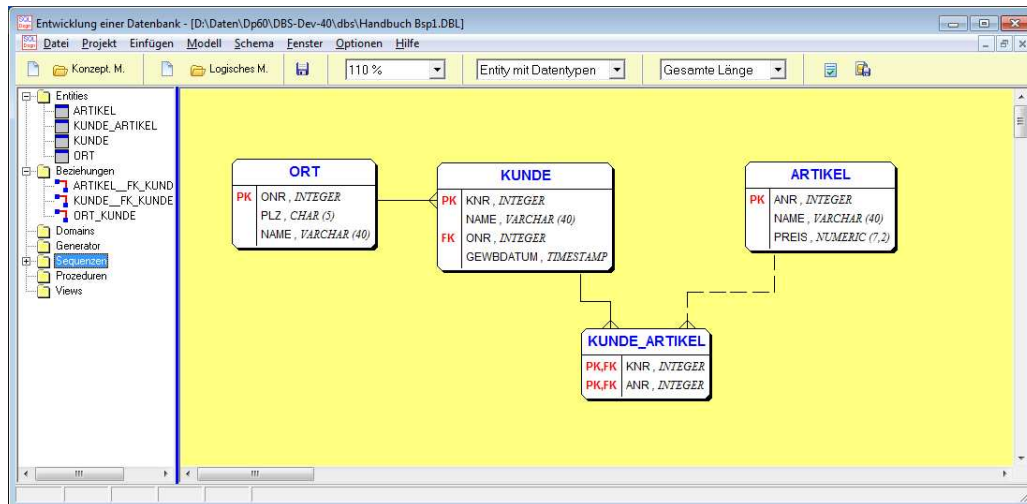 Entwicklung einer Datenbank - [D:\Daten\Dp60\DBS-Dev-40\dbs\Handbuch Bsp1.DBL]
Datei Projekt Einfügen Modell Schema Fenster Optionen Hilfe
Konzept. M. Logisches M. 110 % Entity mit Datentypen Gesamte Länge
Entities
ARTIKEL
KUNDE_ARTIKEL
KUNDE
ORT
Beziehungen
ARTIKEL__FK_KUND
KUNDE__FK_KUNDE
ORT_KUNDE
Domains
Generator
Sequenzen
Prozeduren
Views
ORT
PK ONR , INTEGER
PLZ , CHAR (5)
NAME , VARCHAR (40)
KUNDE
PK KNR , INTEGER
NAME , VARCHAR (40)
FK ONR , INTEGER
GEWBDATUM , TIMESTAMP
ARTIKEL
PK ANR , INTEGER
NAME , VARCHAR (40)
PREIS , NUMERIC (7,2)
KUNDE_ARTIKEL
PK,FK KNR , INTEGER
PK,FK ANR , INTEGER